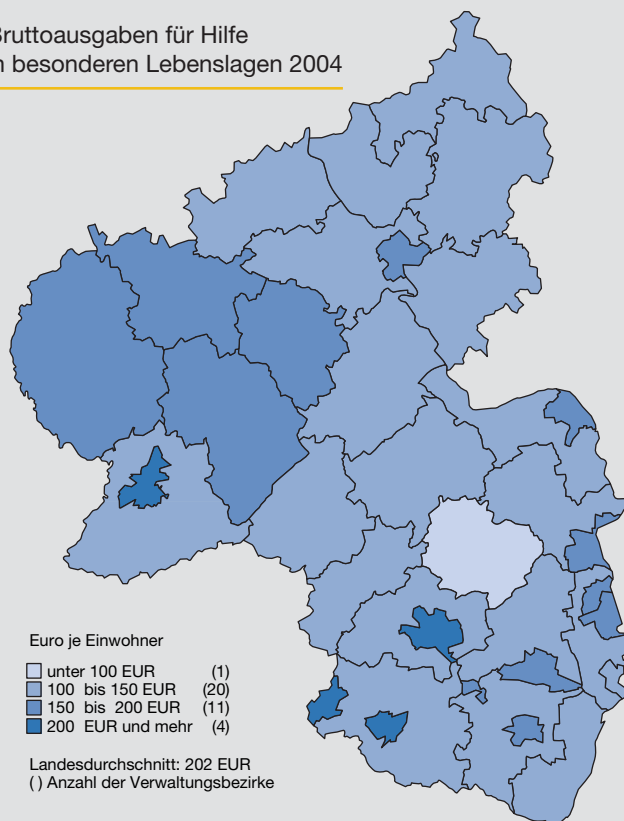 Bruttoausgaben für Hilfe
besonderen Lebenslagen 2004
Euro je Einwohner
unter 100 EUR (1)
100 bis 150 EUR (20)
150 bis 200 EUR (11)
200 EUR und mehr (4)
Landesdurchschnitt: 202 EUR
( ) Anzahl der Verwaltungsbezirke